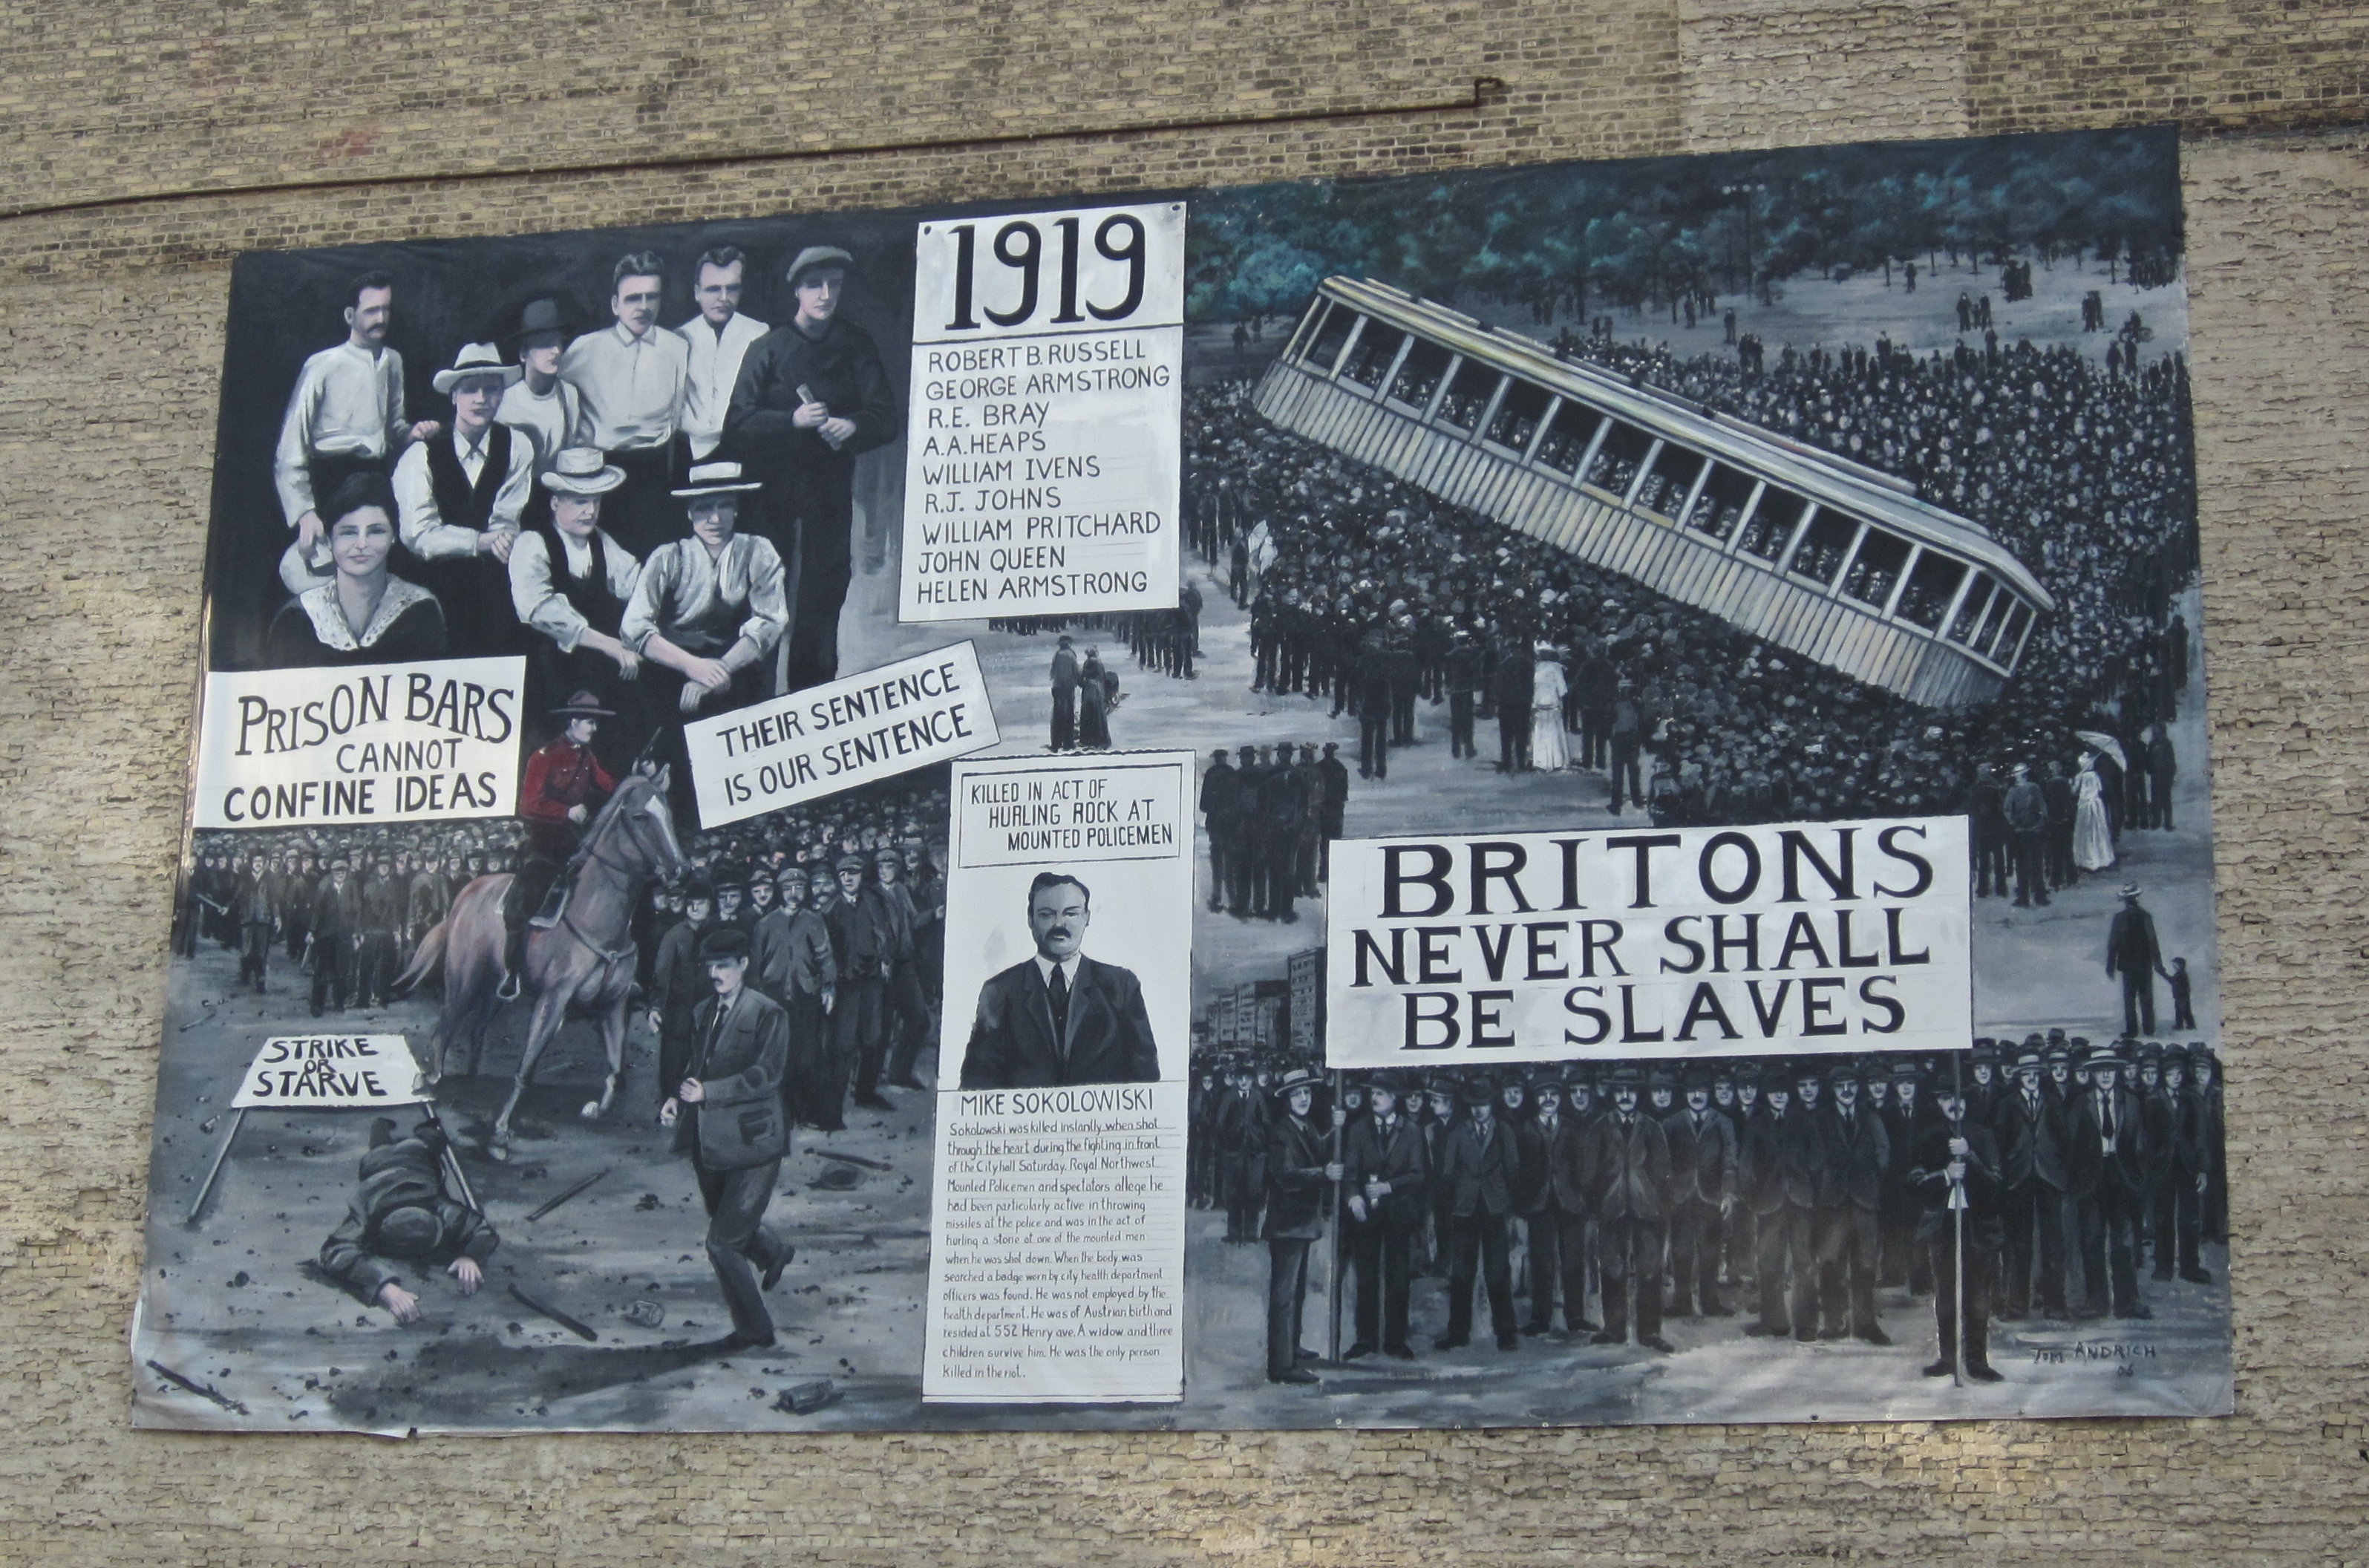 1919
ROBERT B. RUSSELL
GEORGE ARMSTRONG
R.E. BRAY
A.A. HEAPS
WILLIAM IVENS
R.J. JOHNS
WILLIAM PRITCHARD
JOHN QUEEN
HELEN ARMSTRONG
PRISON BARS
CANNOT
CONFINE IDEAS
THEIR SENTENCE
IS OUR SENTENCE
STRIKE
OR
STARVE
KILLED IN ACT OF
HURLING ROCK AT
MOUNTED POLICEMEN
MIKE SOKOLOWISKI
Sokolowski was killed instantly when shot
through the heart during the fighting in front
of the City hall Saturday. Royal Northwest
Mounted Policemen and spectators allege he
had been particularly active in throwing
missiles at the police and was in the act of
hurling a stone at one of the mounted men
when he was shot down. When the body was
searched a badge worn by city health department
officers was found. He was not employed by the
health department. He was of Austrian birth and
resided at 552 Henry ave. A widow and three
children survive him. He was the only person
killed in the riot.
BRITONS
NEVER SHALL
BE SLAVES
TOM ANDRICH
06